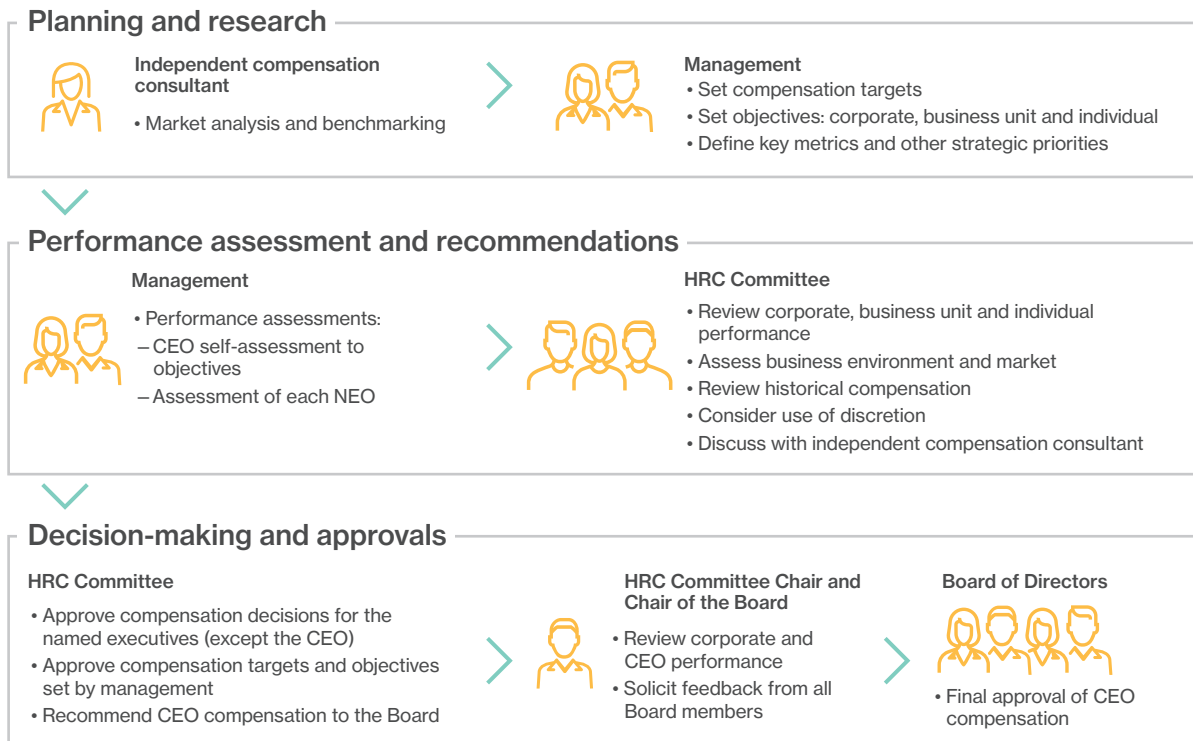 Planning and research
Independent compensation
consultant
• Market analysis and benchmarking
Management
• Set compensation targets
• Set objectives: corporate, business unit and individual
• Define key metrics and other strategic priorities
Performance assessment and recommendations
Management
• Performance assessments:
– CEO self-assessment to
objectives
– Assessment of each NEO
HRC Committee
• Review corporate, business unit and individual
performance
• Assess business environment and market
• Review historical compensation
• Consider use of discretion
• Discuss with independent compensation consultant
Decision-making and approvals
HRC Committee
• Approve compensation decisions for the
named executives (except the CEO)
• Approve compensation targets and objectives
set by management
• Recommend CEO compensation to the Board
HRC Committee Chair and
Chair of the Board
• Review corporate and
CEO performance
• Solicit feedback from all
Board members
Board of Directors
• Final approval of CEO
compensation